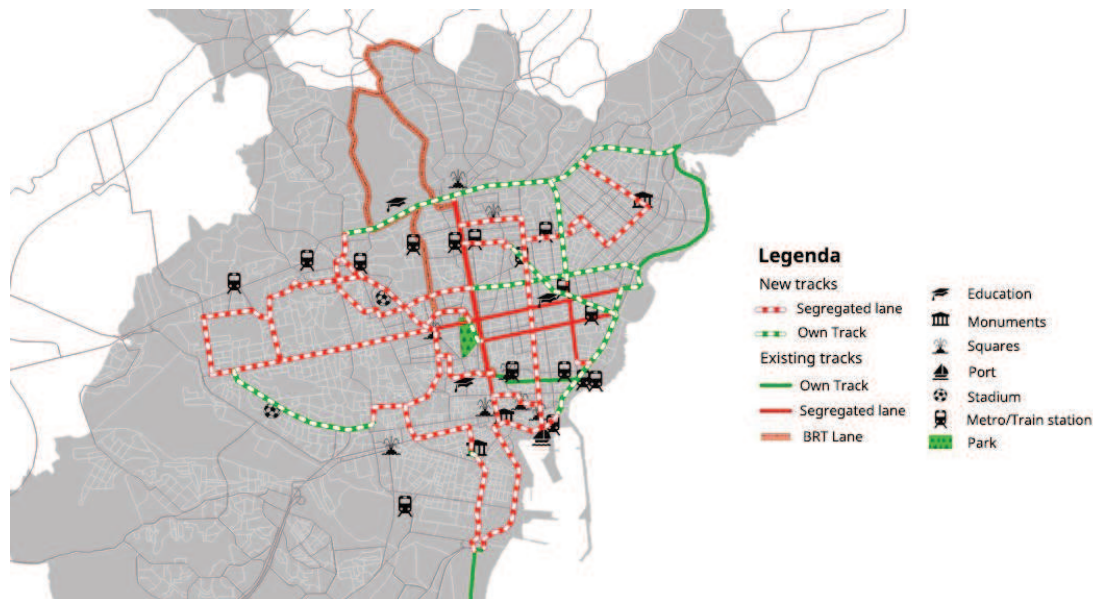 Legenda
New tracks
Segregated lane
Own Track
Existing tracks
Own Track
Segregated lane
BRT Lane
Education
Monuments
Squares
Port
Stadium
Metro/Train station
Park